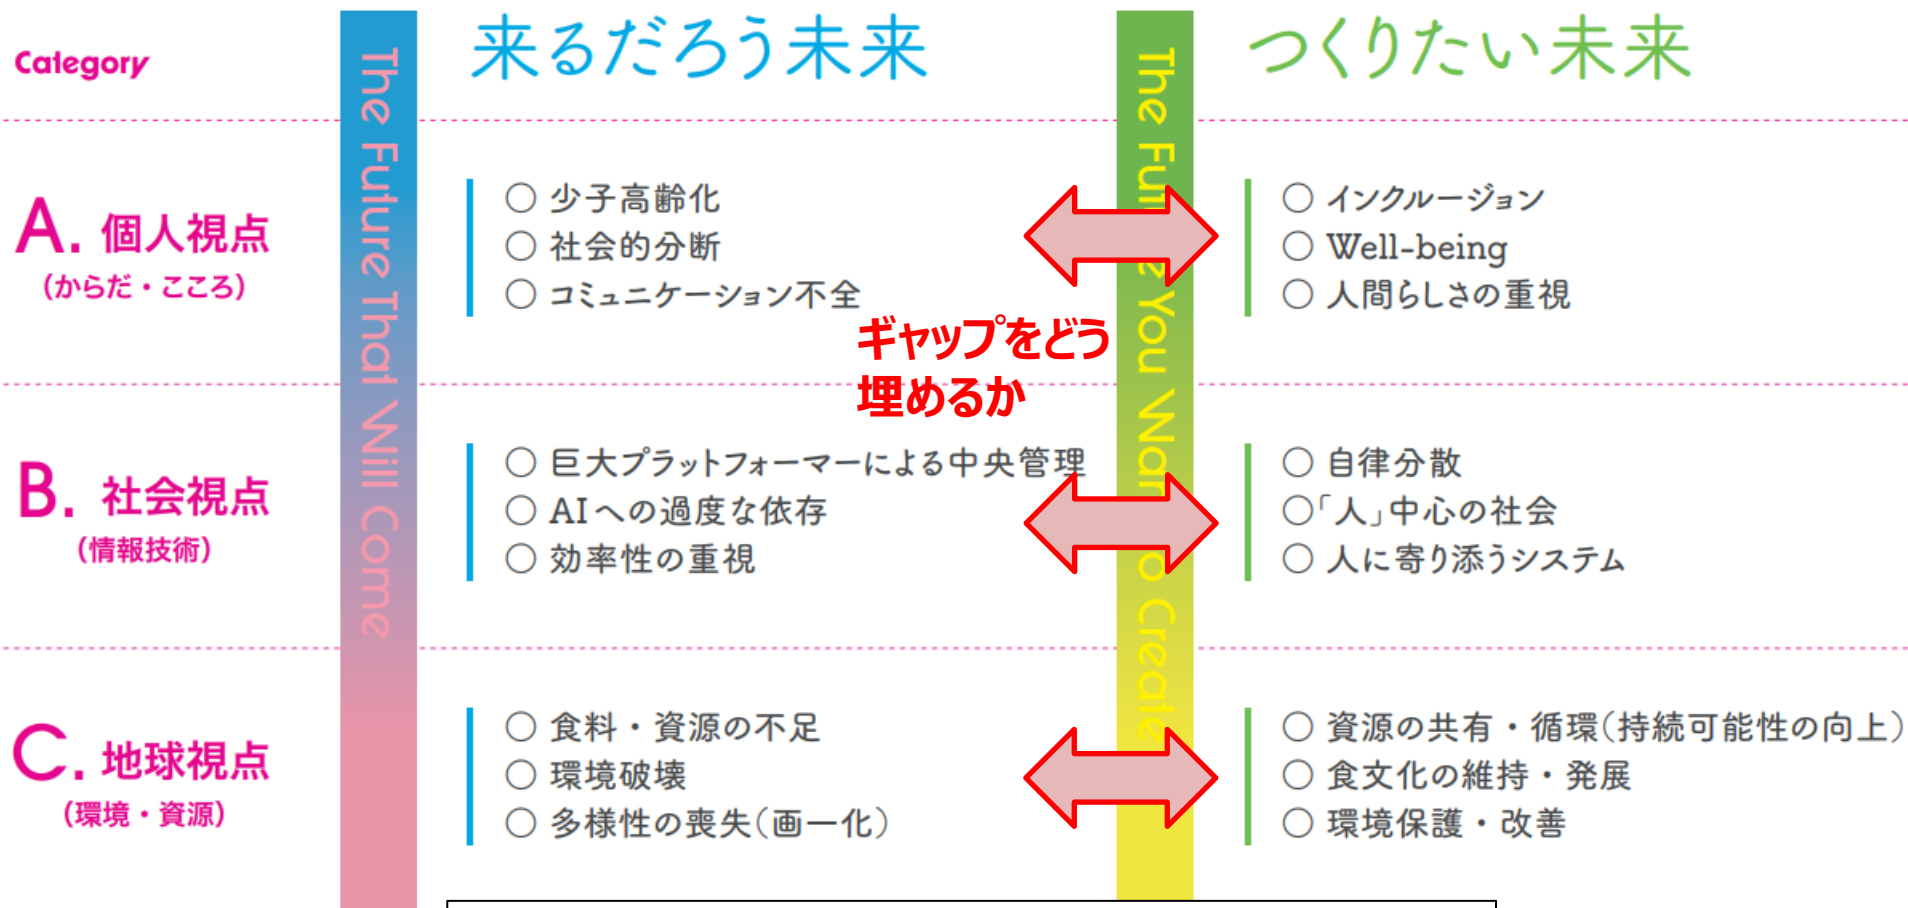 Category
The Future That Will Come
来るだろう未来
The Future You Want to Create
つくりたい未来
A. 個人視点
(からだ・こころ)
○ 少子高齢化
○ 社会的分断
○ コミュニケーション不全
○ インクルージョン
○ Well-being
○ 人間らしさの重視
ギャップをどう
埋めるか
B. 社会視点
(情報技術)
○ 巨大プラットフォーマーによる中央管理
○ AIへの過度な依存
○ 効率性の重視
○ 自律分散
○「人」中心の社会
○ 人に寄り添うシステム
C. 地球視点
(環境・資源)
○ 食料・資源の不足
○ 環境破壊
○ 多様性の喪失(画一化)
○ 資源の共有・循環(持続可能性の向上)
○ 食文化の維持・発展
○ 環境保護・改善